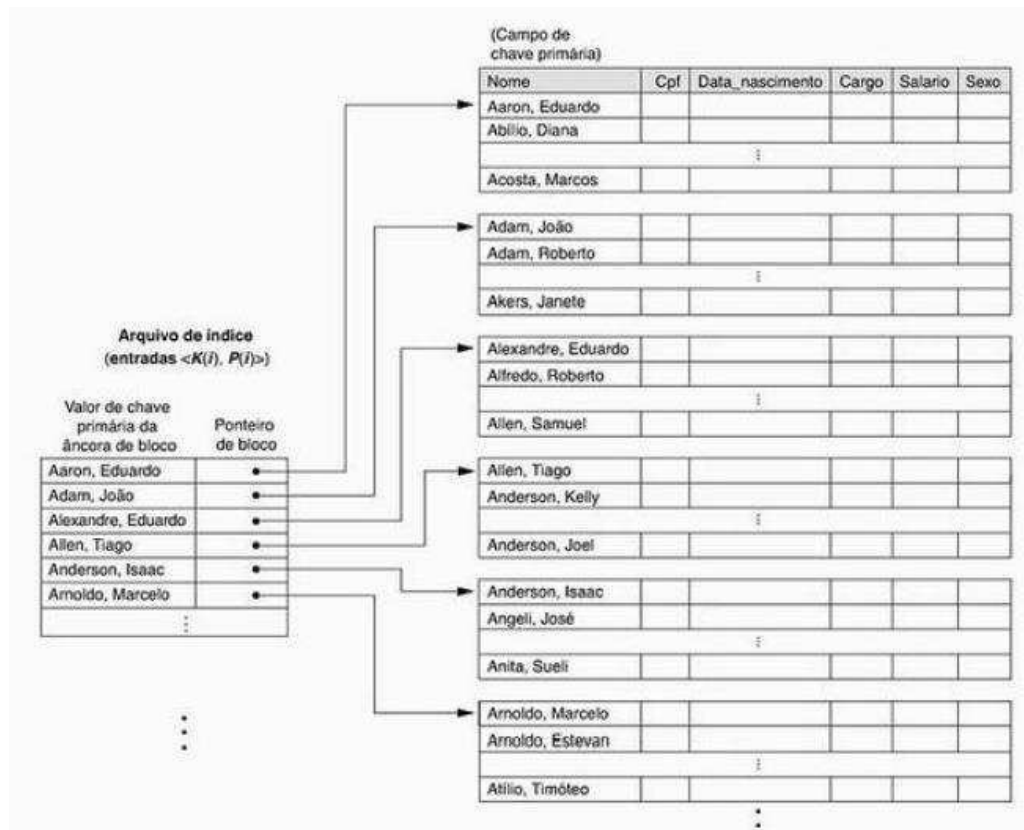 (Campo de
chave primária)
Nome Cpf Data_nascimento Cargo Salario Sexo
Aaron, Eduardo
Abílio, Diana
Acosta, Marcos
Adam, João
Adam, Roberto
Akers, Janete
Arquivo de índice
(entradas <K(i), P(i)>)
Alexandre, Eduardo
Alfredo, Roberto
Allen, Samuel
Valor de chave
primária da
âncora de bloco
Ponteiro
de bloco
Aaron, Eduardo
Adam, João
Alexandre, Eduardo
Allen, Tiago
Anderson, Isaac
Arnoldo, Marcelo
Allen, Tiago
Anderson, Kelly
Anderson, Joel
Anderson, Isaac
Angeli, José
Anita, Sueli
Arnoldo, Marcelo
Arnoldo, Estevan
Atílio, Timóteo